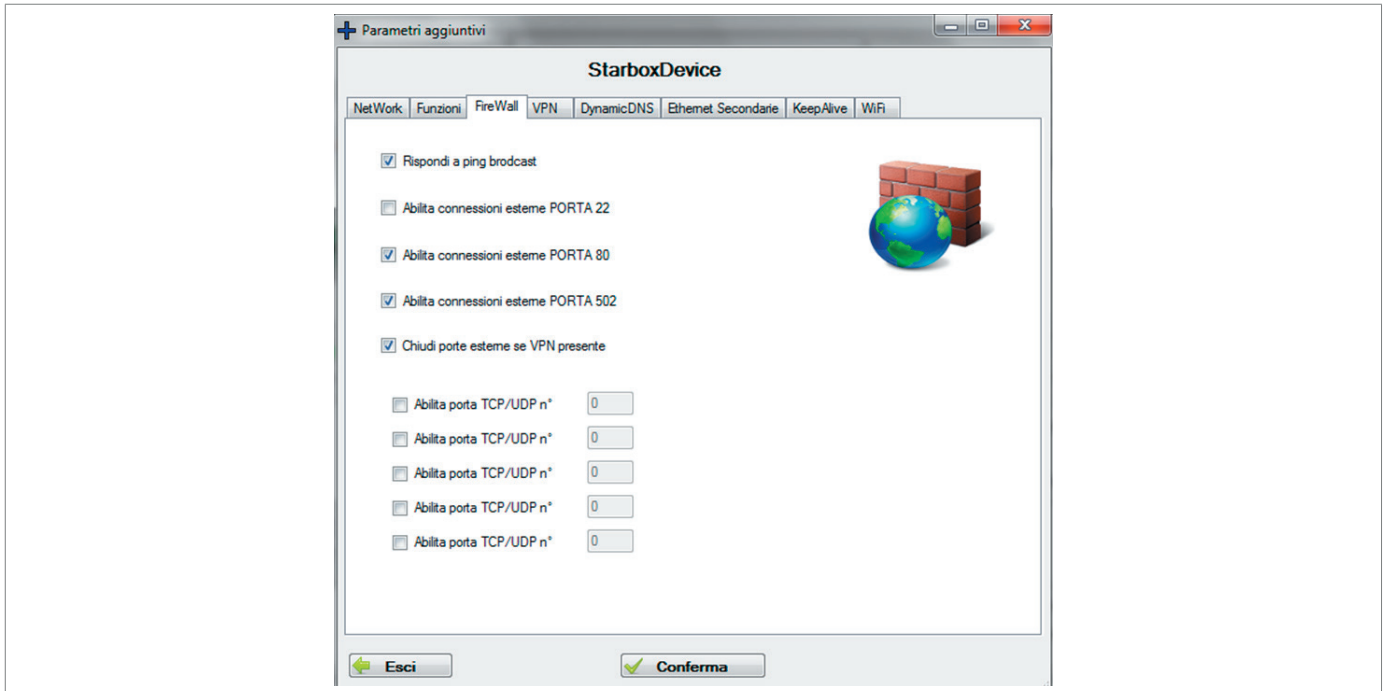 Parametri aggiuntivi
StarboxDevice
NetWork Funzioni FireWall VPN DynamicDNS Ethernet Secondarie KeepAlive WiFi
Rispondi a ping brodcast
Abilita connessioni esterne PORTA 22
Abilita connessioni esterne PORTA 80
Abilita connessioni esterne PORTA 502
Chiudi porte esterne se VPN presente
Abilita porta TCP/UDP n° 0
Abilita porta TCP/UDP n° 0
Abilita porta TCP/UDP n° 0
Abilita porta TCP/UDP n° 0
Abilita porta TCP/UDP n° 0
Esci Conferma